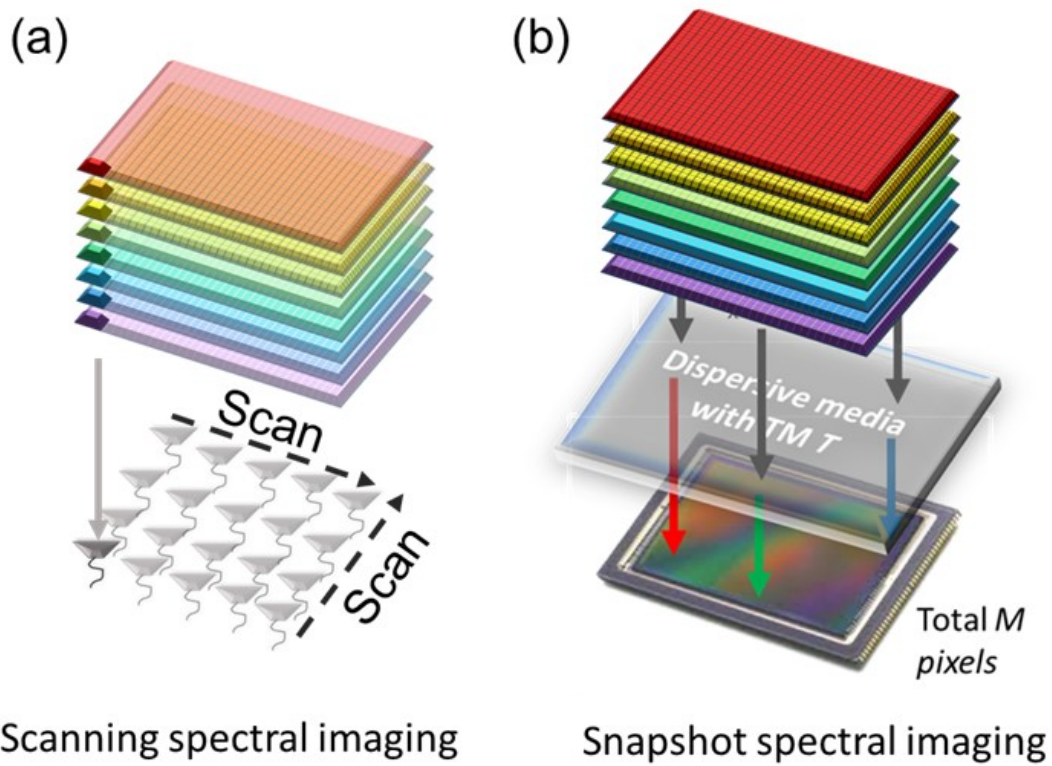 (a)
(b)
Scan
Scan
Dispersive media
with TM T
Total M
pixels
Scanning spectral imaging
Snapshot spectral imaging